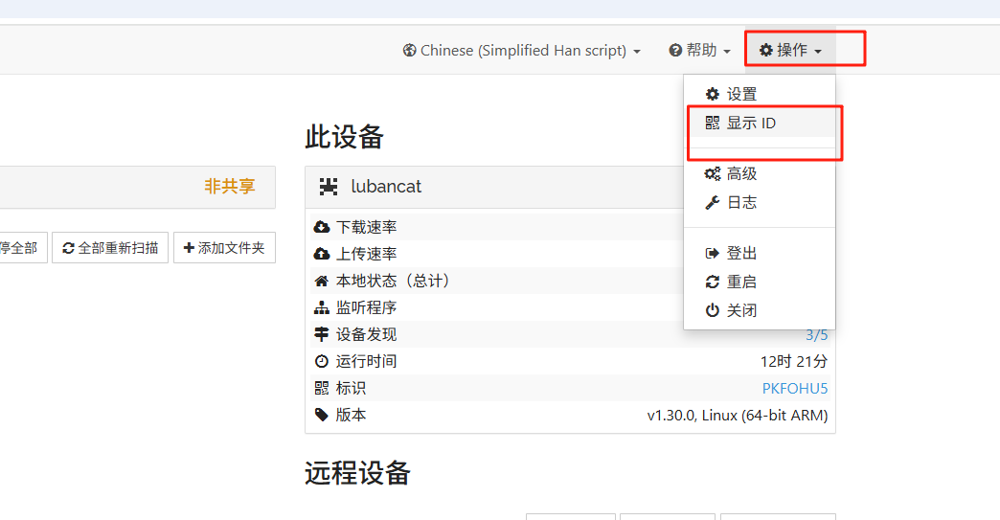 Chinese (Simplified Han script) 帮助 操作
设置
显示 ID
高级
日志
登出
重启
关闭
非共享
停全部 全部重新扫描 添加文件夹
此设备
lubancat
下载速率
上传速率
本地状态（总计）
监听程序
设备发现 3/5
运行时间 12时 21分
标识 PKFOHU5
版本 v1.30.0, Linux (64-bit ARM)
远程设备